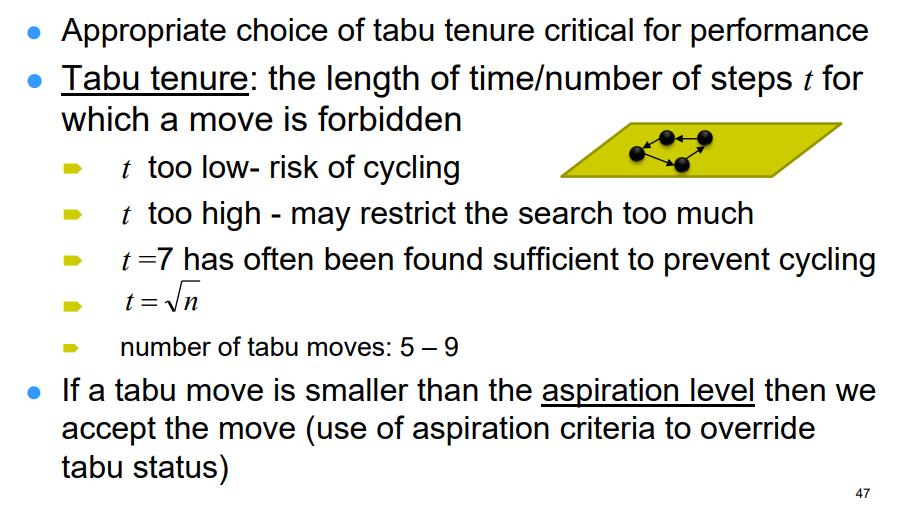 Appropriate choice of tabu tenure critical for performance
Tabu tenure: the length of time/number of steps t for
which a move is forbidden
t too low- risk of cycling
t too high - may restrict the search too much
t =7 has often been found sufficient to prevent cycling
t = √n
number of tabu moves: 5 – 9
If a tabu move is smaller than the aspiration level then we
accept the move (use of aspiration criteria to override
tabu status)
47